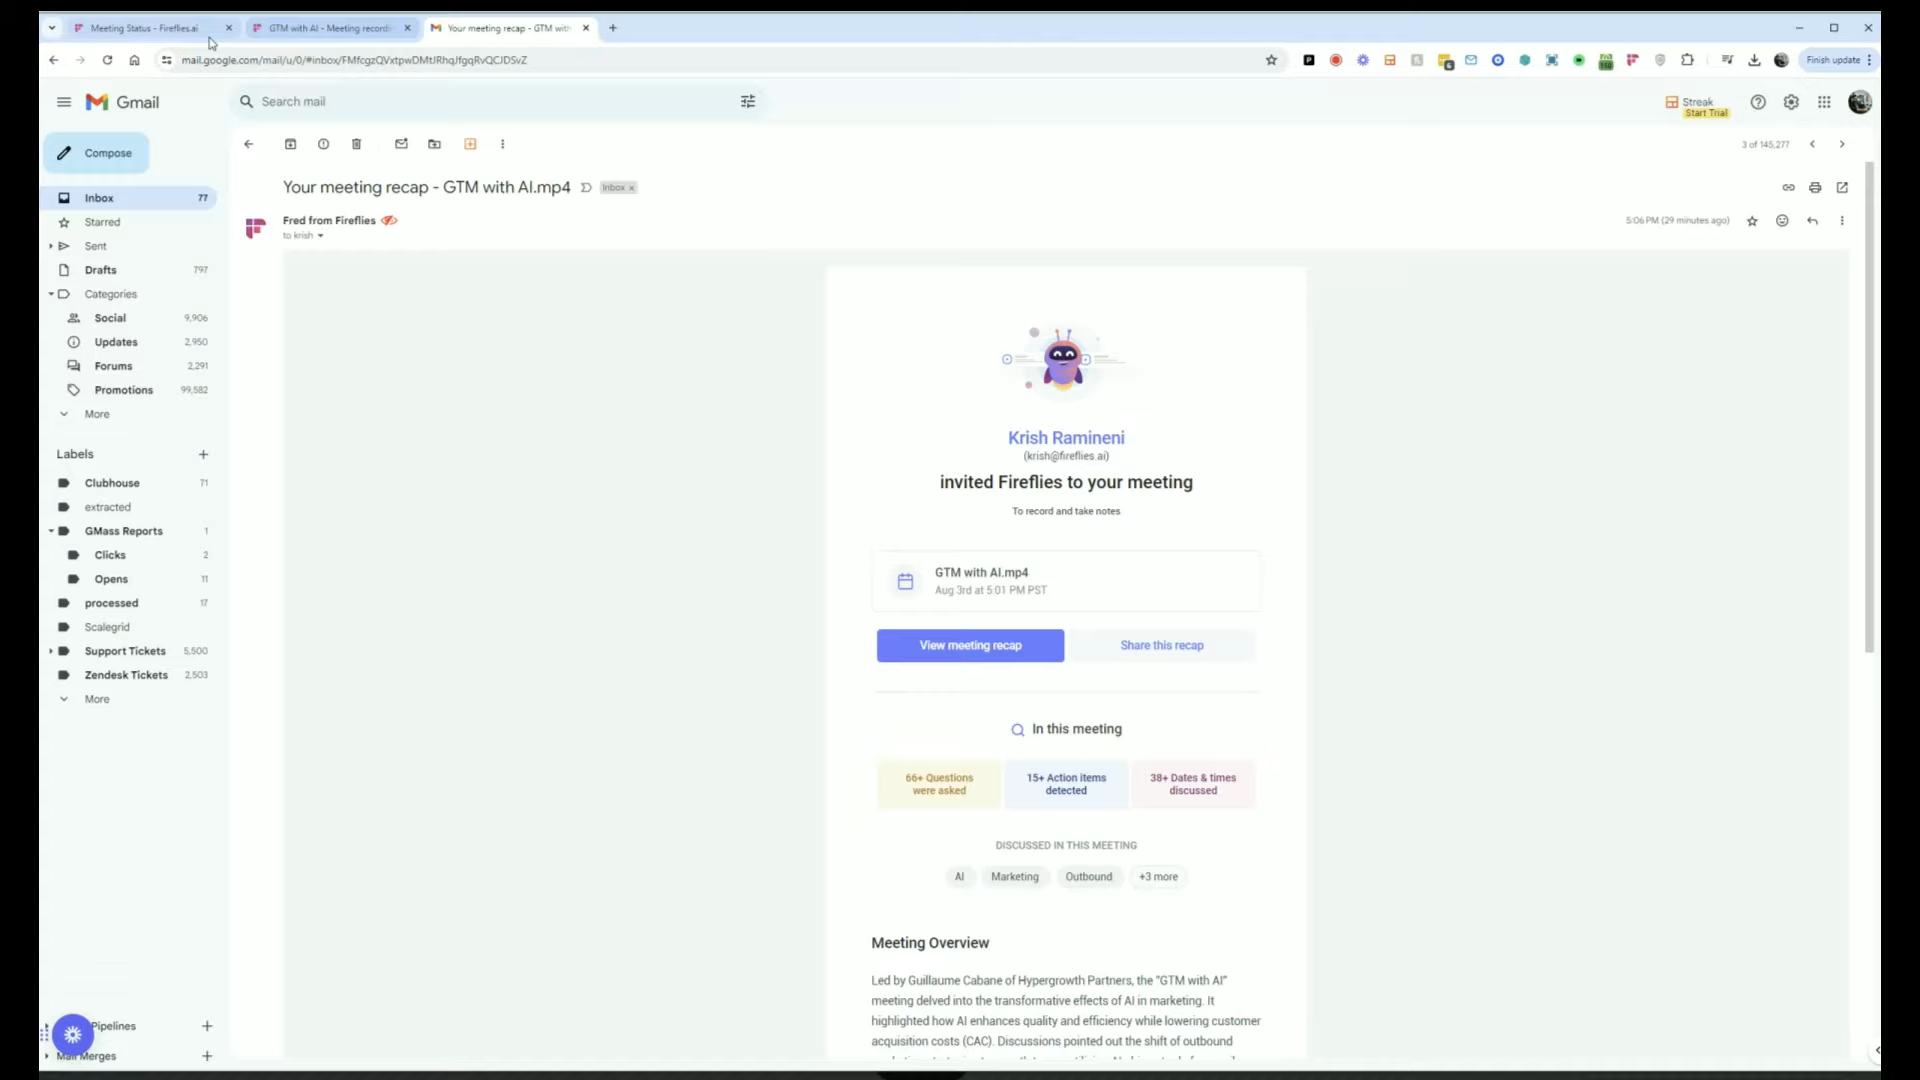 Meeting Status - Fireflies.ai
GTM with AI - Meeting recordi
Your meeting recap - GTM with
mail.google.com/mail/u/0/#inbox/
Finish update
Gmail
Search mail
Streak
Start Trial
Compose
3 of 145,277
Your meeting recap - GTM with AI.mp4
Inbox x
Inbox 77
Fred from Fireflies
5:06 PM (29 minutes ago)
to krish
Starred
Sent
Drafts 797
Categories
Social 9,906
Updates 2,950
Forums 2,291
Promotions 99,582
More
Labels
Clubhouse 71
extracted
GMass Reports 1
Clicks 2
Opens 11
processed 17
Scalegrid
Support Tickets 5,500
Zendesk Tickets 2,503
More
Pipelines
Mail Merges
Krish Ramineni
(krish@fireflies.ai)
invited Fireflies to your meeting
To record and take notes
GTM with AI.mp4
Aug 3rd at 5:01 PM PST
View meeting recap
Share this recap
In this meeting
66+ Questions
were asked
15+ Action items
detected
38+ Dates & times
discussed
DISCUSSED IN THIS MEETING
AI
Marketing
Outbound
+3 more
Meeting Overview
Led by Guillaume Cabane of Hypergrowth Partners, the "GTM with AI"
meeting delved into the transformative effects of AI in marketing. It
highlighted how AI enhances quality and efficiency while lowering customer
acquisition costs (CAC). Discussions pointed out the shift of outbound